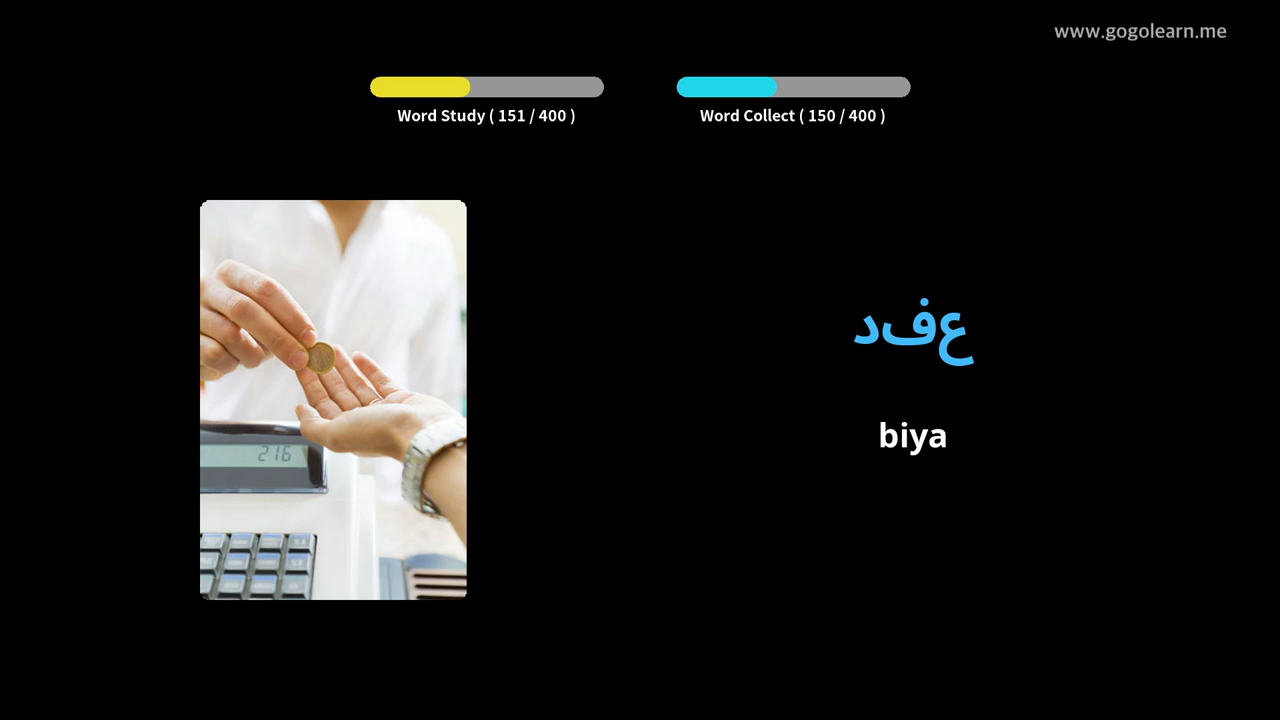 www.gogolearn.me
Word Study ( 151 / 400 )
Word Collect ( 150 / 400 )
216
دفع
biya